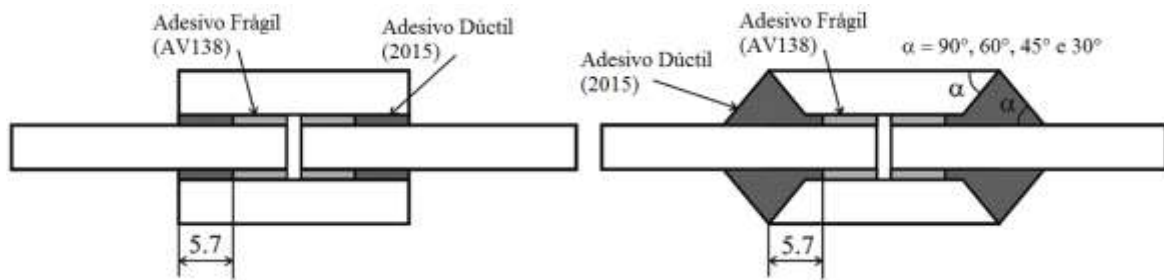 Adesivo Frágil
(AV138)
Adesivo Dúctil
(2015)
5.7
Adesivo Frágil
(AV138)
α = 90°, 60°, 45° e 30°
Adesivo Dúctil
(2015)
α
α
5.7